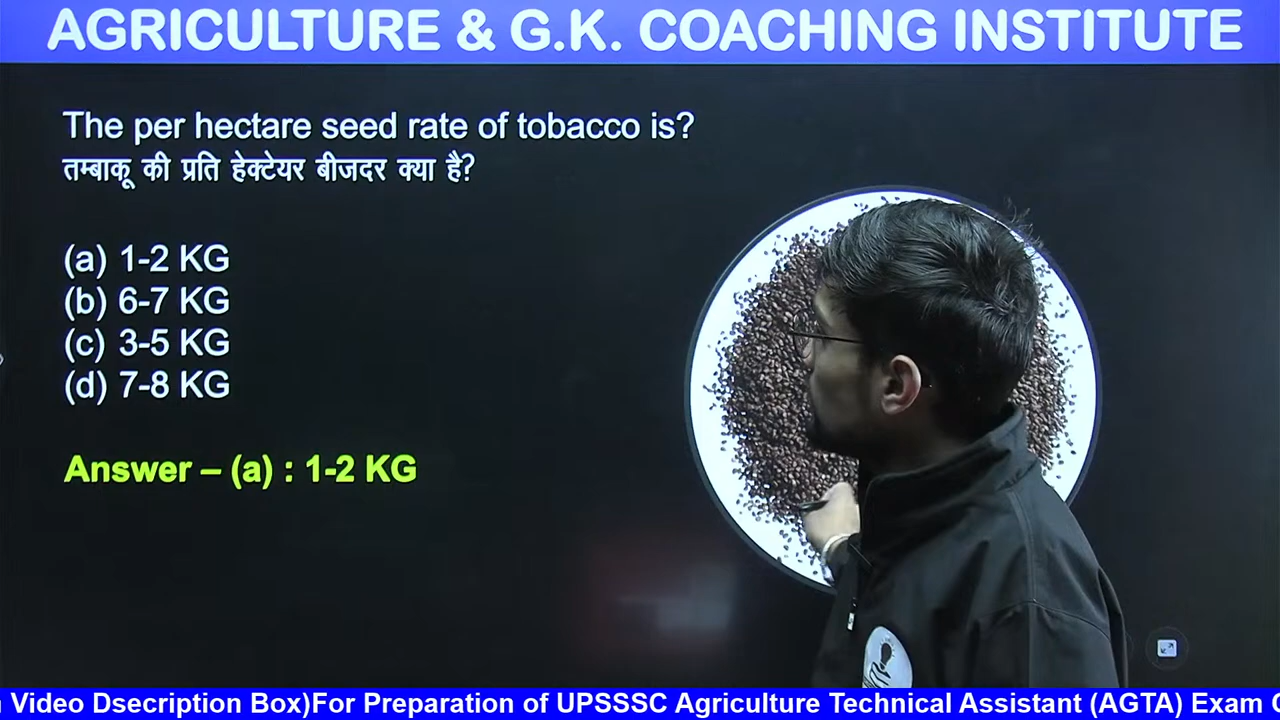 AGRICULTURE & G.K. COACHING INSTITUTE
The per hectare seed rate of tobacco is?
तम्बाकू की प्रति हेक्टेयर बीजदर क्या है?
(a) 1-2 KG
(b) 6-7 KG
(c) 3-5 KG
(d) 7-8 KG
Answer – (a) : 1-2 KG
Video Dsecription Box)For Preparation of UPSSSC Agriculture Technical Assistant (AGTA) Exam